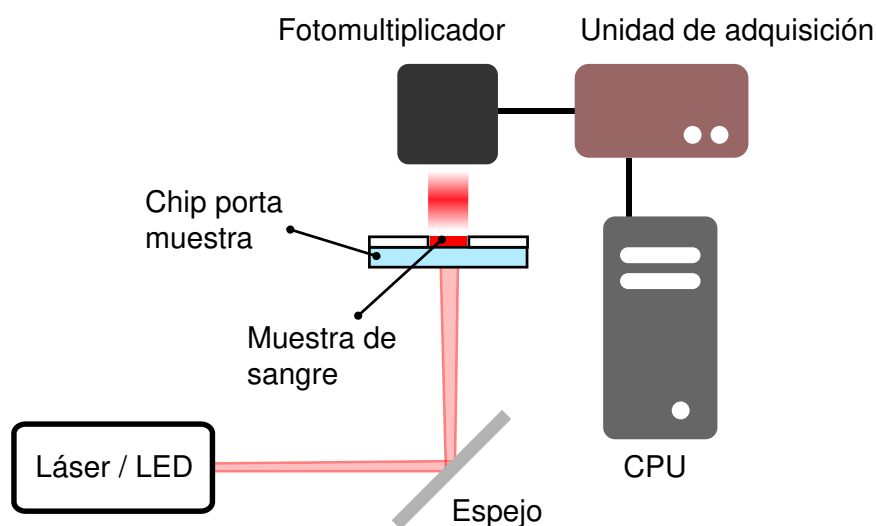 Fotomultiplicador
Unidad de adquisición
Chip porta
muestra
Muestra de
sangre
Láser / LED
CPU
Espejo